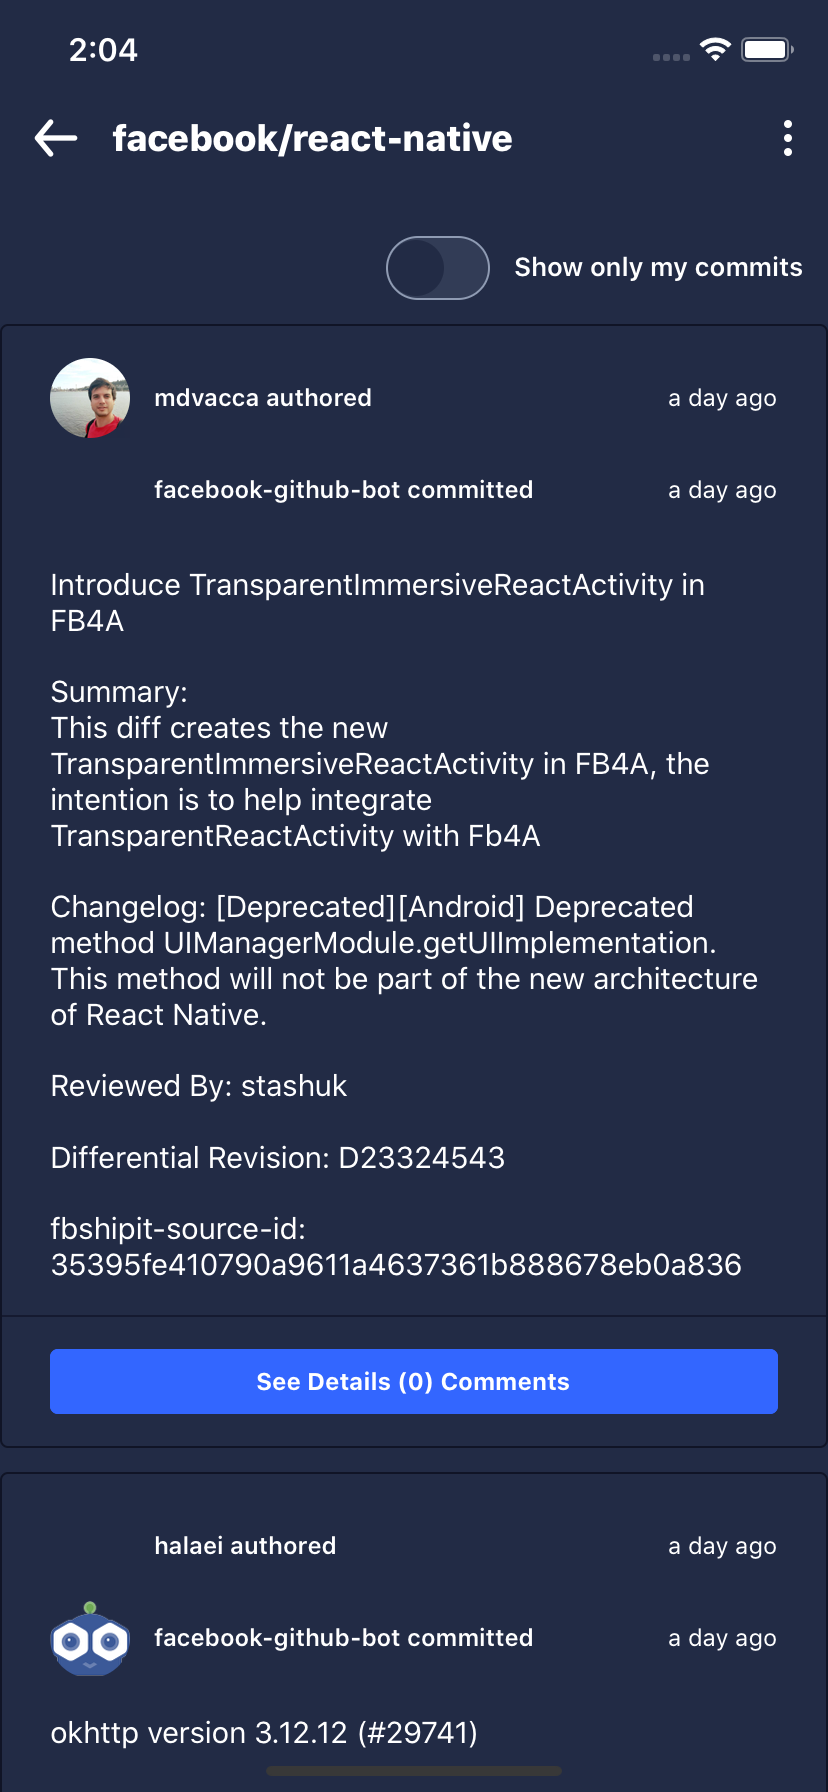 2:04
facebook/react-native
Show only my commits
mdvacca authored
a day ago
facebook-github-bot committed
a day ago
Introduce TransparentImmersiveReactActivity in
FB4A
Summary:
This diff creates the new
TransparentImmersiveReactActivity in FB4A, the
intention is to help integrate
TransparentReactActivity with Fb4A
Changelog: [Deprecated][Android] Deprecated
method UIManagerModule.getUIImplementation.
This method will not be part of the new architecture
of React Native.
Reviewed By: stashuk
Differential Revision: D23324543
fbshipit-source-id:
35395fe410790a9611a4637361b888678eb0a836
See Details (0) Comments
halaei authored
a day ago
facebook-github-bot committed
a day ago
okhttp version 3.12.12 (#29741)